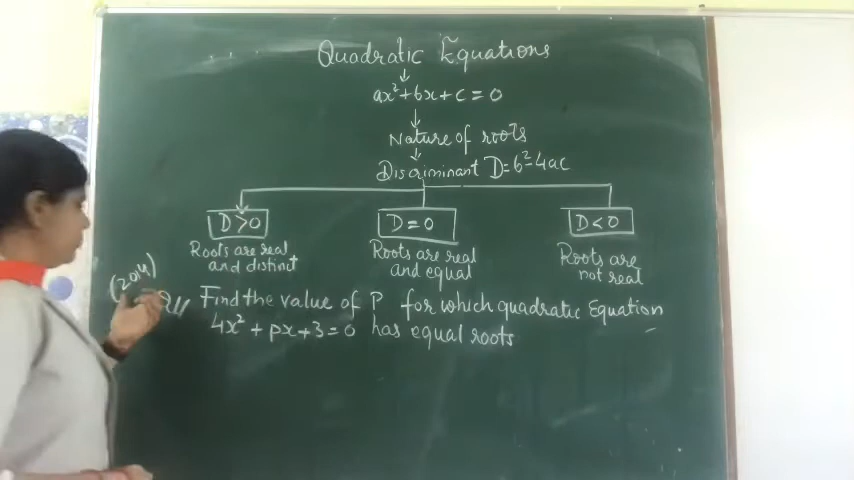 Quadratic Equations
ax²+bx+c=0
Nature of roots
Discriminant D=b²-4ac
D>0
D=0
D<0
Roots are real
and distinct
Roots are real
and equal
Roots are
not real
(2014)
Q// Find the value of P for which quadratic Equation
4x²+px+3=0 has equal roots